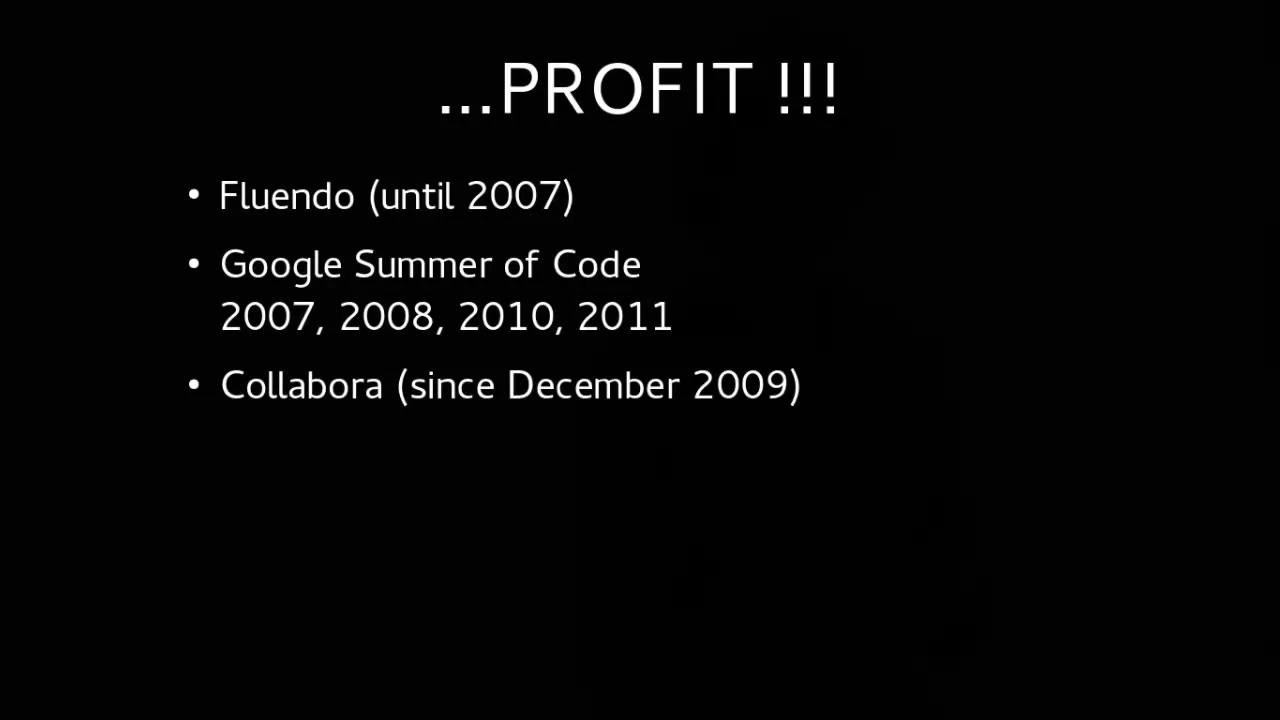 ...PROFIT !!!
• Fluendo (until 2007)
• Google Summer of Code
2007, 2008, 2010, 2011
• Collabora (since December 2009)